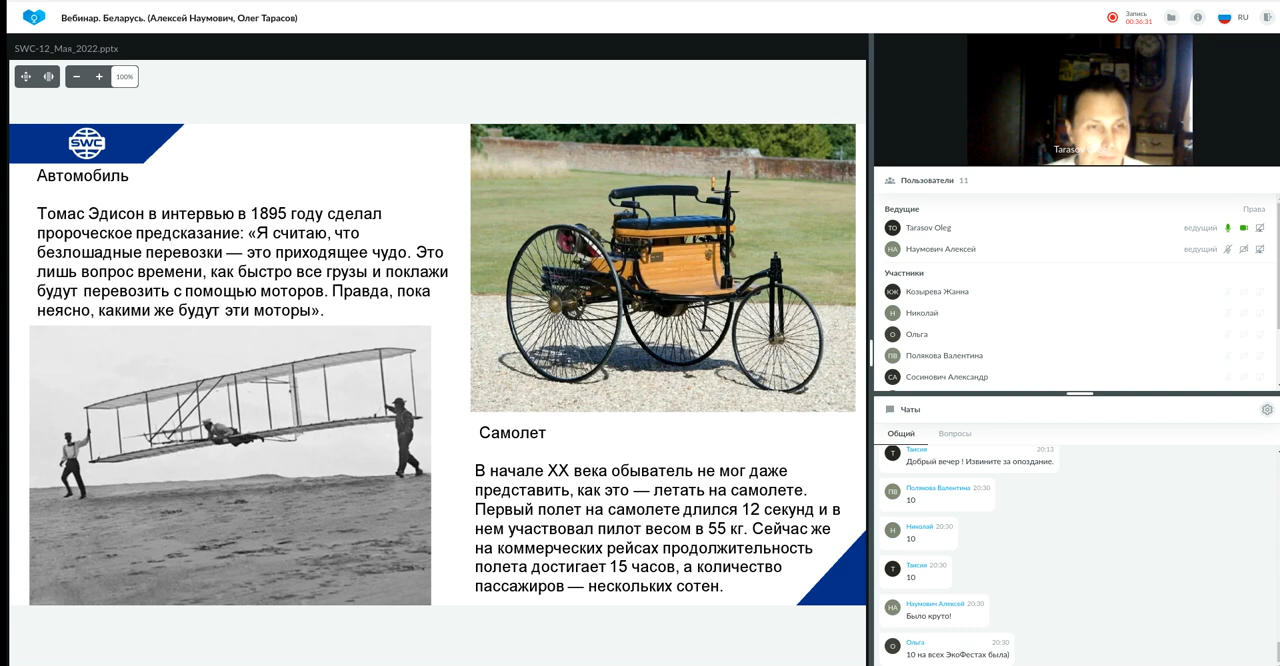 Вебинар. Беларусь. (Алексей Наумович, Олег Тарасов)
Запись
00:36:31
RU
SWC-12_Мая_2022.pptx
100%
SWC
Автомобиль
Томас Эдисон в интервью в 1895 году сделал
пророческое предсказание: «Я считаю, что
безлошадные перевозки — это приходящее чудо. Это
лишь вопрос времени, как быстро все грузы и поклажи
будут перевозить с помощью моторов. Правда, пока
неясно, какими же будут эти моторы».
Самолет
В начале XX века обыватель не мог даже
представить, как это — летать на самолете.
Первый полет на самолете длился 12 секунд и в
нем участвовал пилот весом в 55 кг. Сейчас же
на коммерческих рейсах продолжительность
полета достигает 15 часов, а количество
пассажиров — нескольких сотен.
Tarasov
Пользователи 11
Ведущие Права
TO Tarasov Oleg ведущий
НА Наумович Алексей ведущий
Участники
КЖ Козырева Жанна
Н Николай
О Ольга
ПВ Полякова Валентина
СА Сосинович Александр
Чаты
Общий Вопросы
Т Таисия 20:13
Добрый вечер ! Извините за опоздание.
ПВ Полякова Валентина 20:30
10
Н Николай 20:30
10
Т Таисия 20:30
10
НА Наумович Алексей 20:30
Было круто!
О Ольга 20:30
10 на всех ЭкоФестах была)